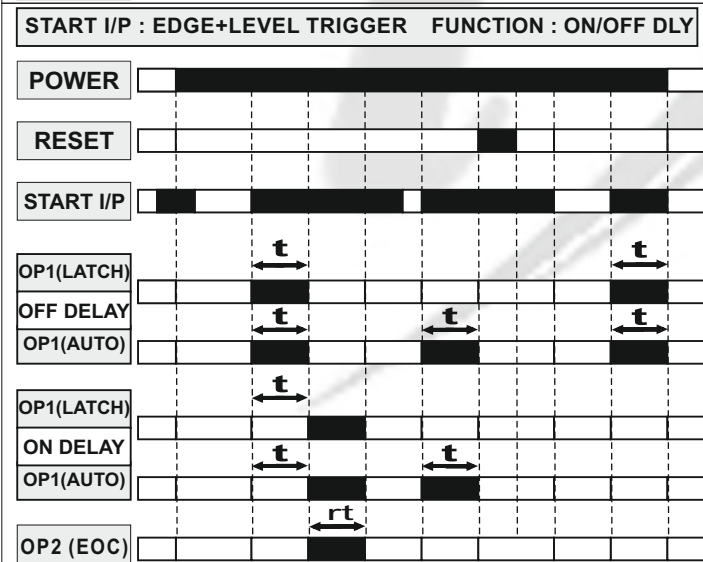 START I/P : EDGE+LEVEL TRIGGER FUNCTION : ON/OFF DLY
POWER
RESET
START I/P
t t
OP1(LATCH)
OFF DELAY
t t t
OP1(AUTO)
t
OP1(LATCH)
ON DELAY
t t
OP1(AUTO)
rt
OP2 (EOC)